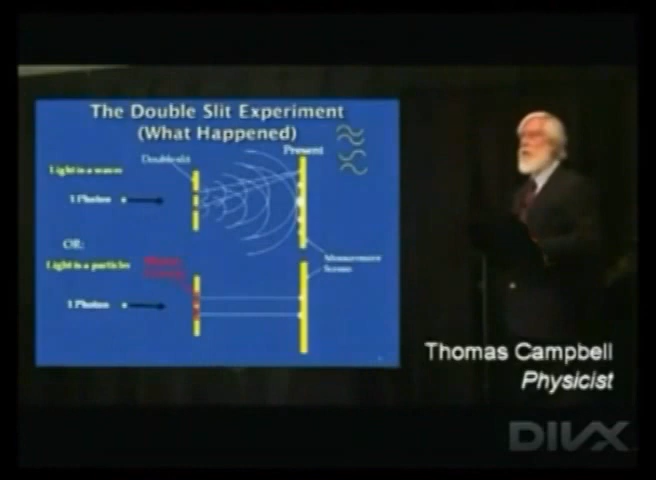 The Double Slit Experiment
(What Happened)
Present
Double slit
Light is a wave
1 Photon
OR:
Light is a particle
Measurement
Screens
1 Photon
Thomas Campbell
Physicist
DIVX